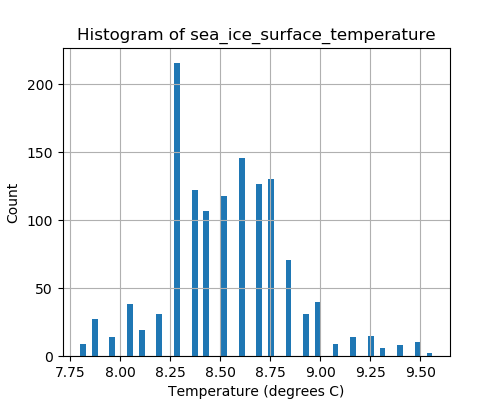 Histogram of sea_ice_surface_temperature
200
150
100
50
0
Count
7.75 8.00 8.25 8.50 8.75 9.00 9.25 9.50
Temperature (degrees C)